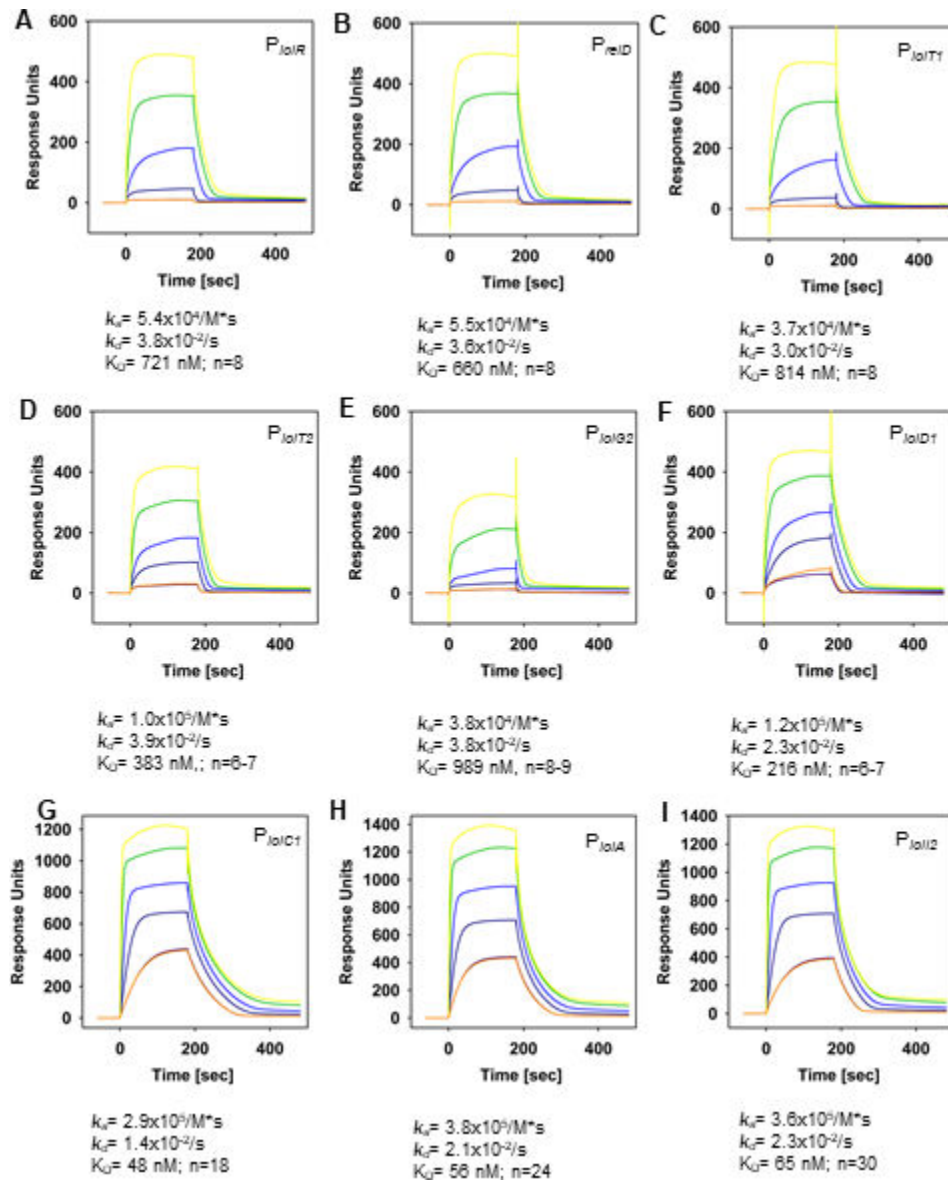 A
P iolR
600
400
200
0
Response Units
0 200 400
Time [sec]
kₐ= 5.4x10⁴/M*s
k_d= 3.8x10⁻²/s
K_D= 721 nM; n=8
B
P reiD
600
400
200
0
Response Units
0 200 400
Time [sec]
kₐ= 5.5x10⁴/M*s
k_d= 3.6x10⁻²/s
K_D= 660 nM; n=8
C
P iolT1
600
400
200
0
Response Units
0 200 400
Time [sec]
kₐ= 3.7x10⁴/M*s
k_d= 3.0x10⁻²/s
K_D= 814 nM; n=8
D
P iolT2
600
400
200
0
Response Units
0 200 400
Time [sec]
kₐ= 1.0x10⁵/M*s
k_d= 3.9x10⁻²/s
K_D= 383 nM,; n=6-7
E
P iolG2
600
400
200
0
Response Units
0 200 400
Time [sec]
kₐ= 3.8x10⁴/M*s
k_d= 3.8x10⁻²/s
K_D= 989 nM, n=8-9
F
P iolD1
600
400
200
0
Response Units
0 200 400
Time [sec]
kₐ= 1.2x10⁵/M*s
k_d= 2.3x10⁻²/s
K_D= 216 nM; n=6-7
G
P iolC1
1200
1000
800
600
400
200
0
Response Units
0 200 400
Time [sec]
kₐ= 2.9x10⁵/M*s
k_d= 1.4x10⁻²/s
K_D= 48 nM; n=18
H
P iolA
1400
1200
1000
800
600
400
200
0
Response Units
0 200 400
Time [sec]
kₐ= 3.8x10⁵/M*s
k_d= 2.1x10⁻²/s
K_D= 56 nM; n=24
I
P iolI2
1400
1200
1000
800
600
400
200
0
Response Units
0 200 400
Time [sec]
kₐ= 3.6x10⁵/M*s
k_d= 2.3x10⁻²/s
K_D= 65 nM; n=30